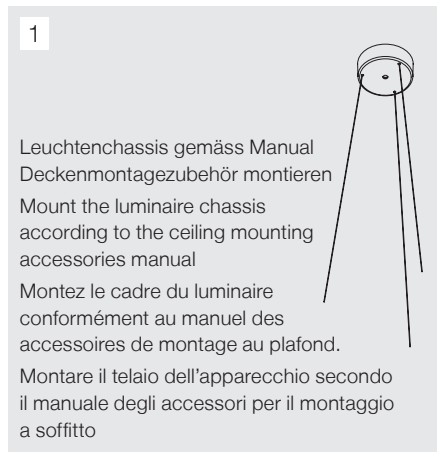 1
Leuchtenchassis gemäss Manual
Deckenmontagezubehör montieren
Mount the luminaire chassis
according to the ceiling mounting
accessories manual
Montez le cadre du luminaire
conformément au manuel des
accessoires de montage au plafond.
Montare il telaio dell’apparecchio secondo
il manuale degli accessori per il montaggio
a soffitto